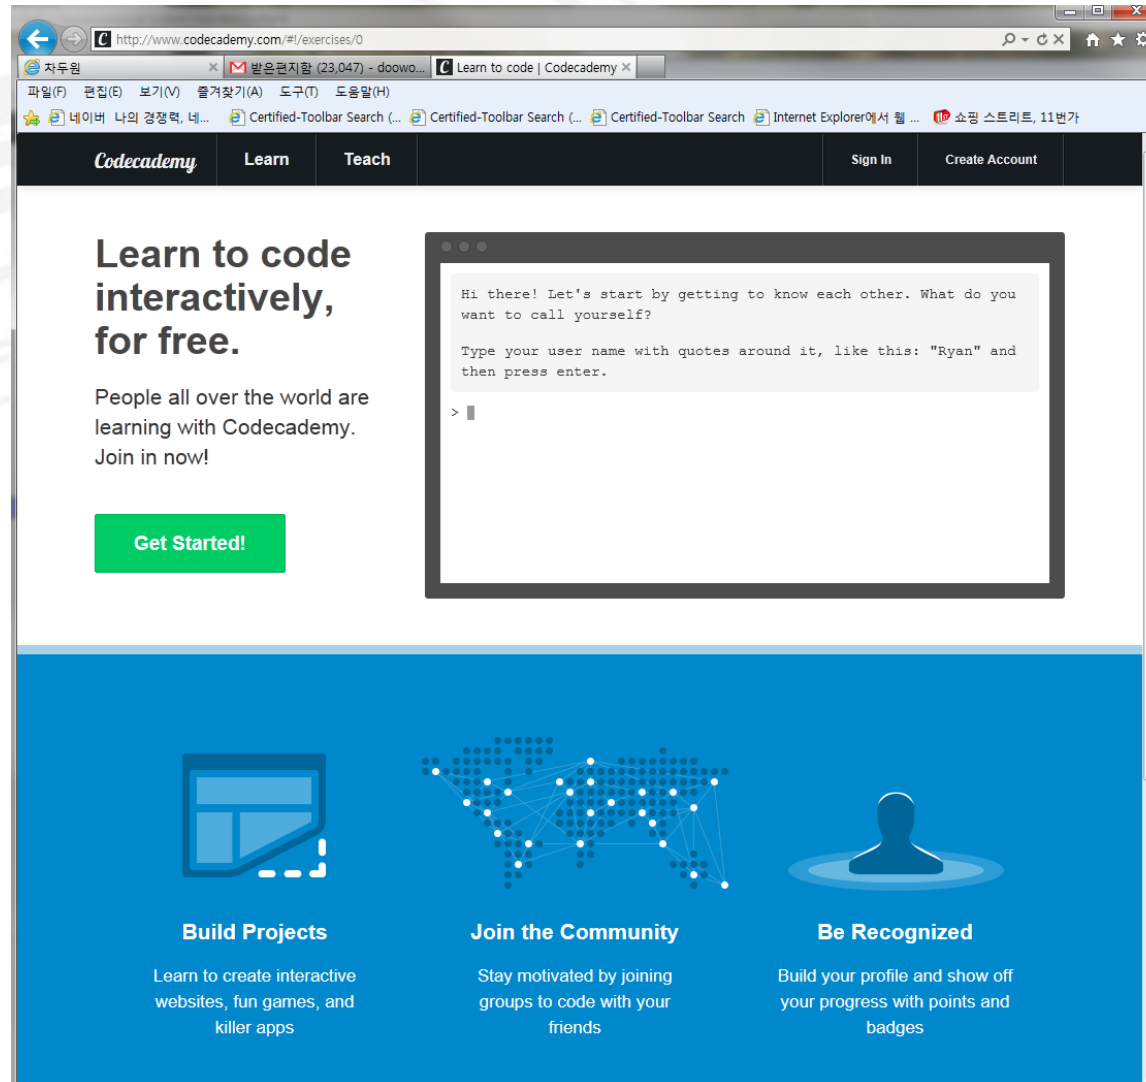 http://www.codecademy.com/#!/exercises/0
차두원
받은편지함 (23,047) - doowo...
Learn to code | Codecademy
파일(F) 편집(E) 보기(V) 즐겨찾기(A) 도구(T) 도움말(H)
네이버 나의 경쟁력, 네... Certified-Toolbar Search (... Certified-Toolbar Search (... Certified-Toolbar Search Internet Explorer에서 웹 ... 쇼핑 스트리트, 11번가
Codecademy Learn Teach Sign In Create Account
Learn to code
interactively,
for free.
People all over the world are
learning with Codecademy.
Join in now!
Get Started!
Hi there! Let's start by getting to know each other. What do you
want to call yourself?
Type your user name with quotes around it, like this: "Ryan" and
then press enter.
>
Build Projects
Learn to create interactive
websites, fun games, and
killer apps
Join the Community
Stay motivated by joining
groups to code with your
friends
Be Recognized
Build your profile and show off
your progress with points and
badges